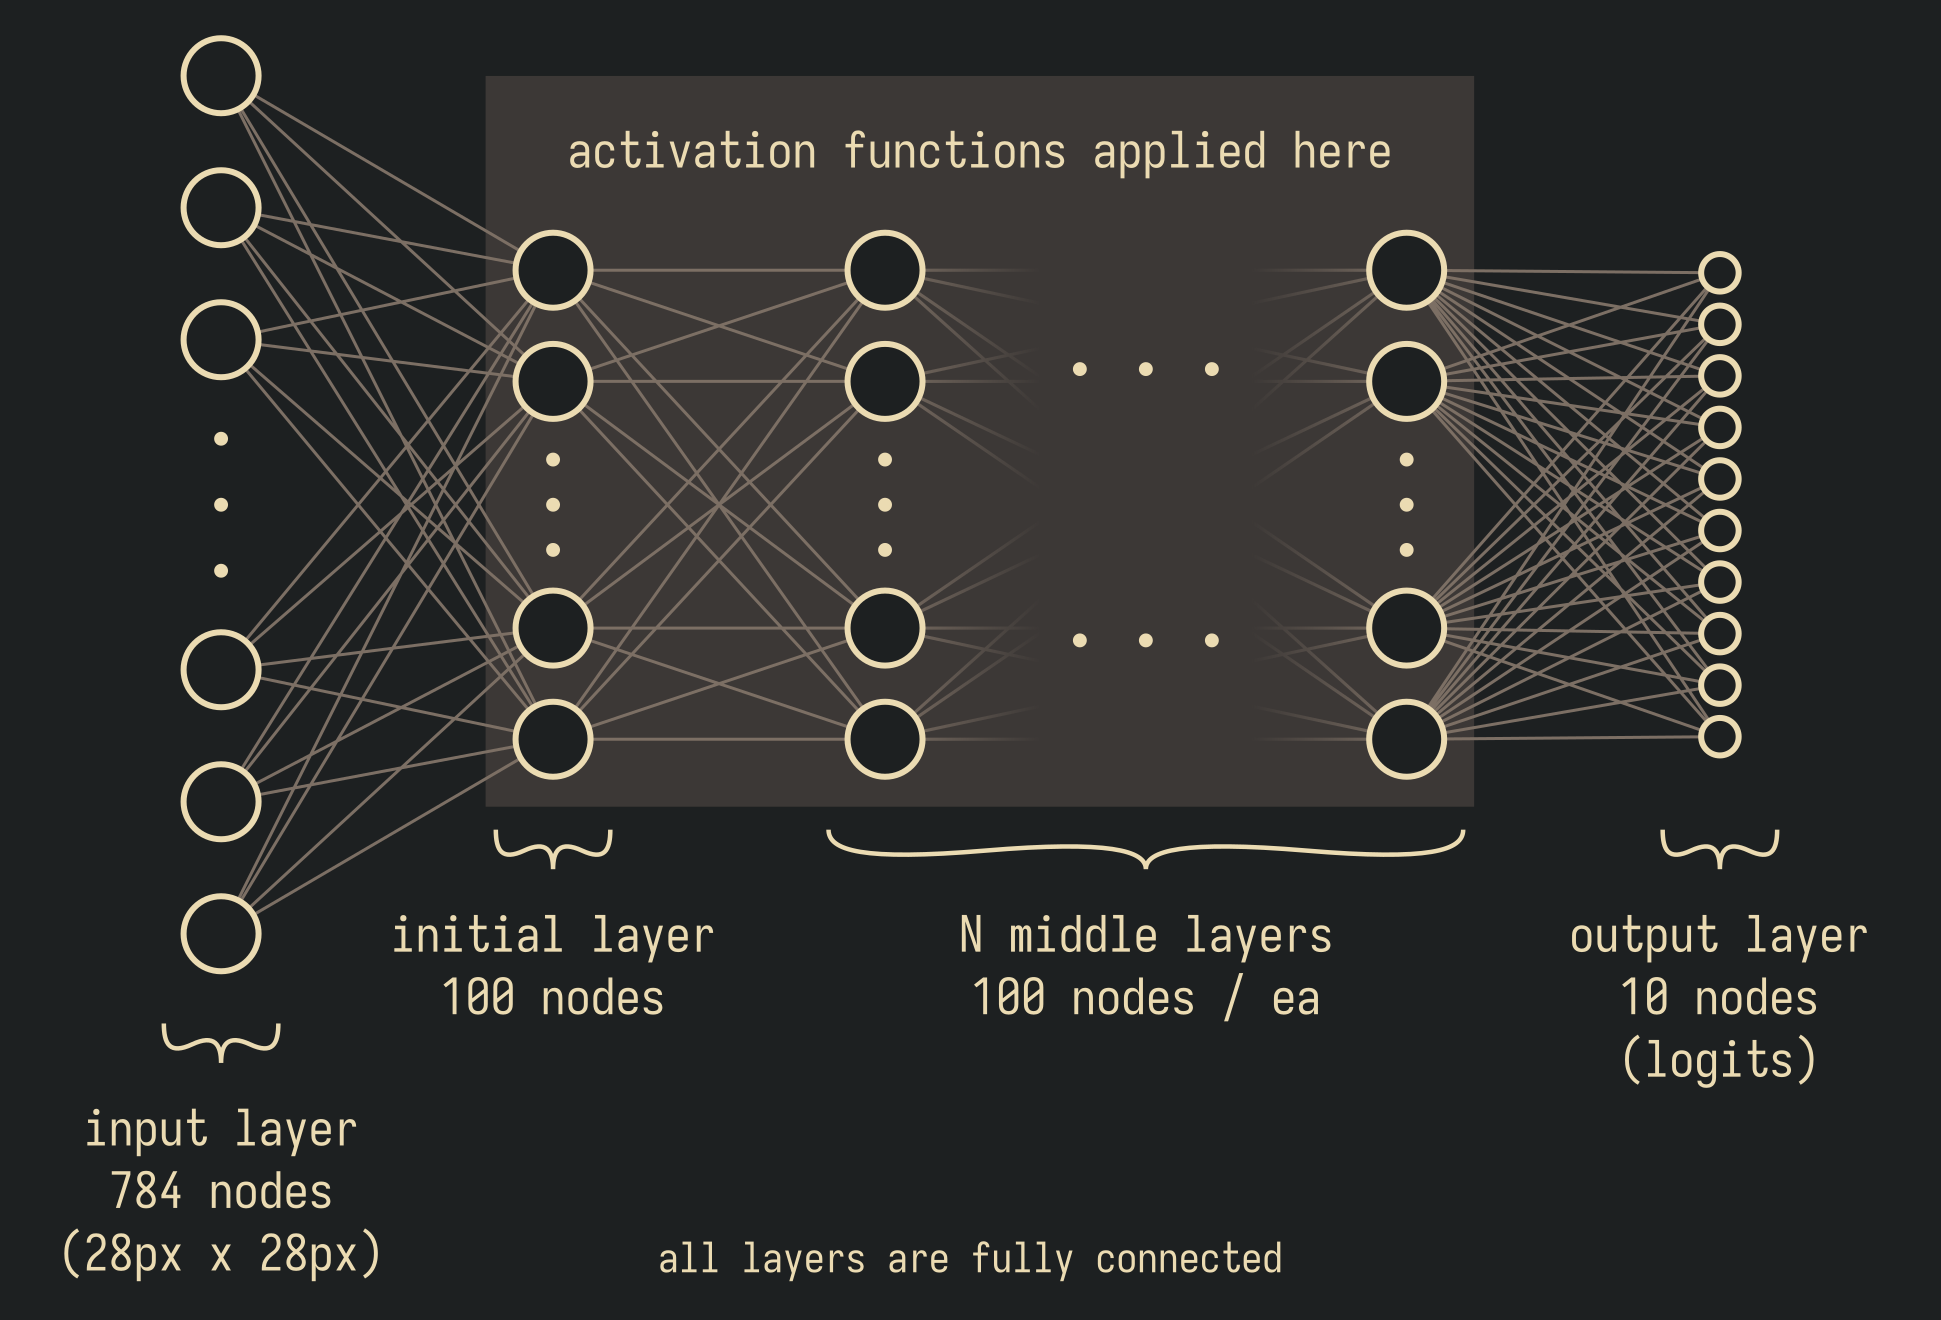 activation functions applied here
initial layer
100 nodes
N middle layers
100 nodes / ea
output layer
10 nodes
(logits)
input layer
784 nodes
(28px x 28px)
all layers are fully connected